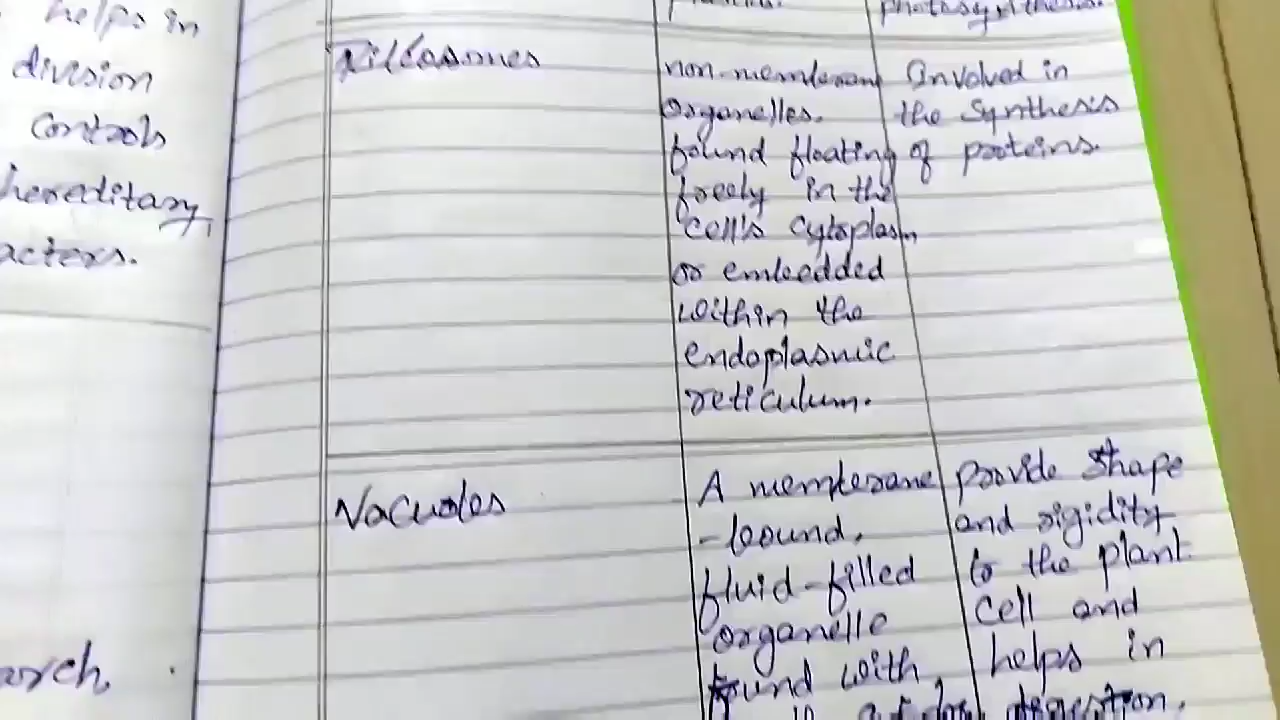 helps in
division
controls
hereditary
acters.
arch.
photosynthesis.
Ribosomes
non-membrane
organelles.
found floating
freely in the
cell's cytoplasm
or embedded
within the
endoplasmic
reticulum.
Involved in
the synthesis
of proteins.
Vacuoles
A membrane
-bound,
fluid-filled
organelle
found with
Provide shape
and rigidity
to the plant
cell and
helps in
digestion.